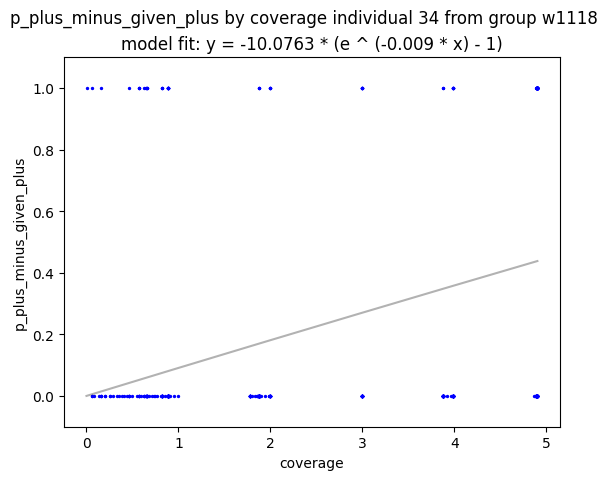 p_plus_minus_given_plus by coverage individual 34 from group w1118
model fit: y = -10.0763 * (e ^ (-0.009 * x) - 1)
1.0
0.8
0.6
0.4
0.2
0.0
p_plus_minus_given_plus
0 1 2 3 4 5
coverage